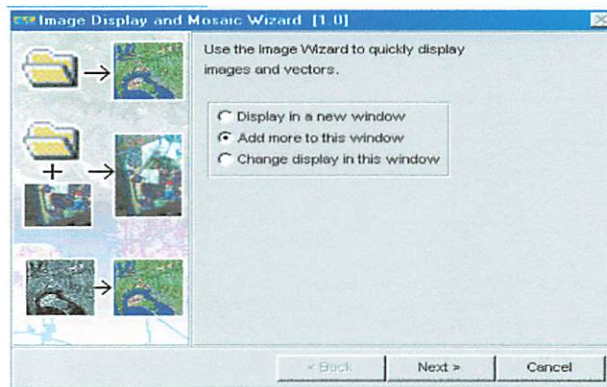 Image Display and Mosaic Wizard [1.0]
Use the Image Wizard to quickly display
images and vectors.
Display in a new window
Add more to this window
Change display in this window
< Back
Next >
Cancel